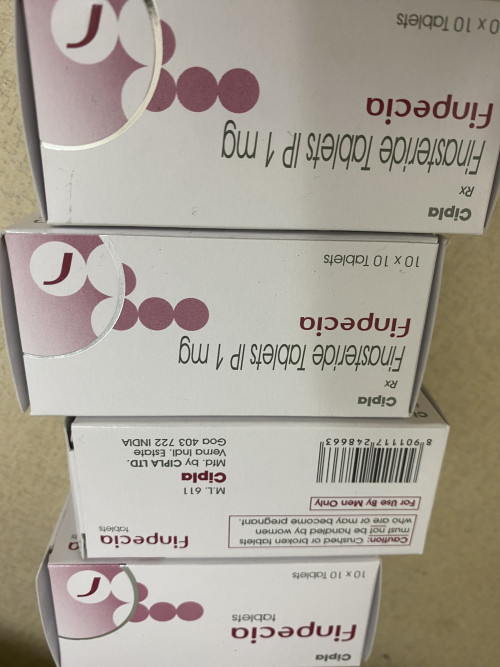 Cipla
Finpecia
tablets
10 x 10 Tablets
Finpecia
tablets
Caution: Crushed or broken tablets
must not be handled by women
who are or may become pregnant.
For Use By Men Only
8 901117 248663
M.L. 611
Cipla
Mfd. by CIPLA LTD.
Verna Indl. Estate
Goa 403 722 INDIA
Cipla
Rx
Finasteride Tablets IP 1 mg
Finpecia
10 x 10 Tablets
Cipla
Rx
Finasteride Tablets IP 1 mg
Finpecia
0 x 10 Tablets